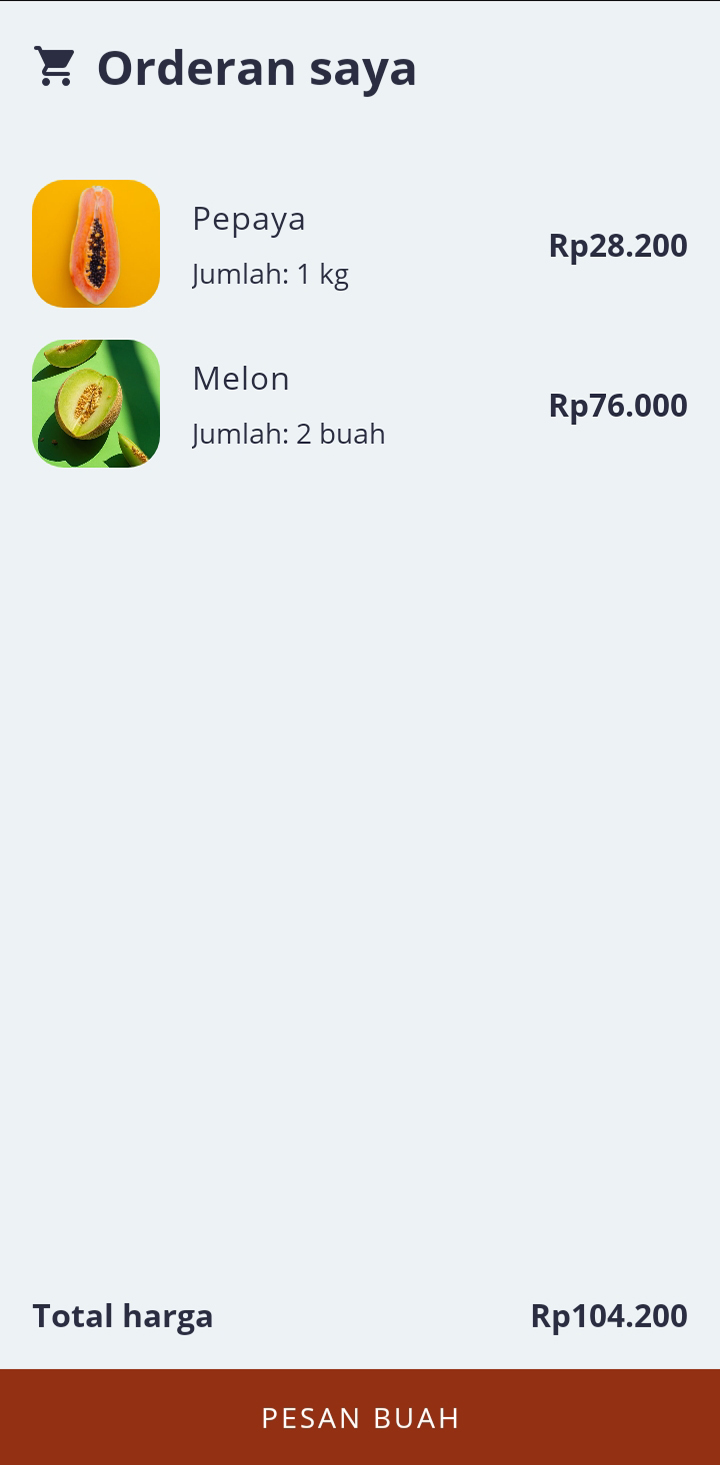 Orderan saya
Pepaya
Jumlah: 1 kg
Rp28.200
Melon
Jumlah: 2 buah
Rp76.000
Total harga
Rp104.200
PESAN BUAH